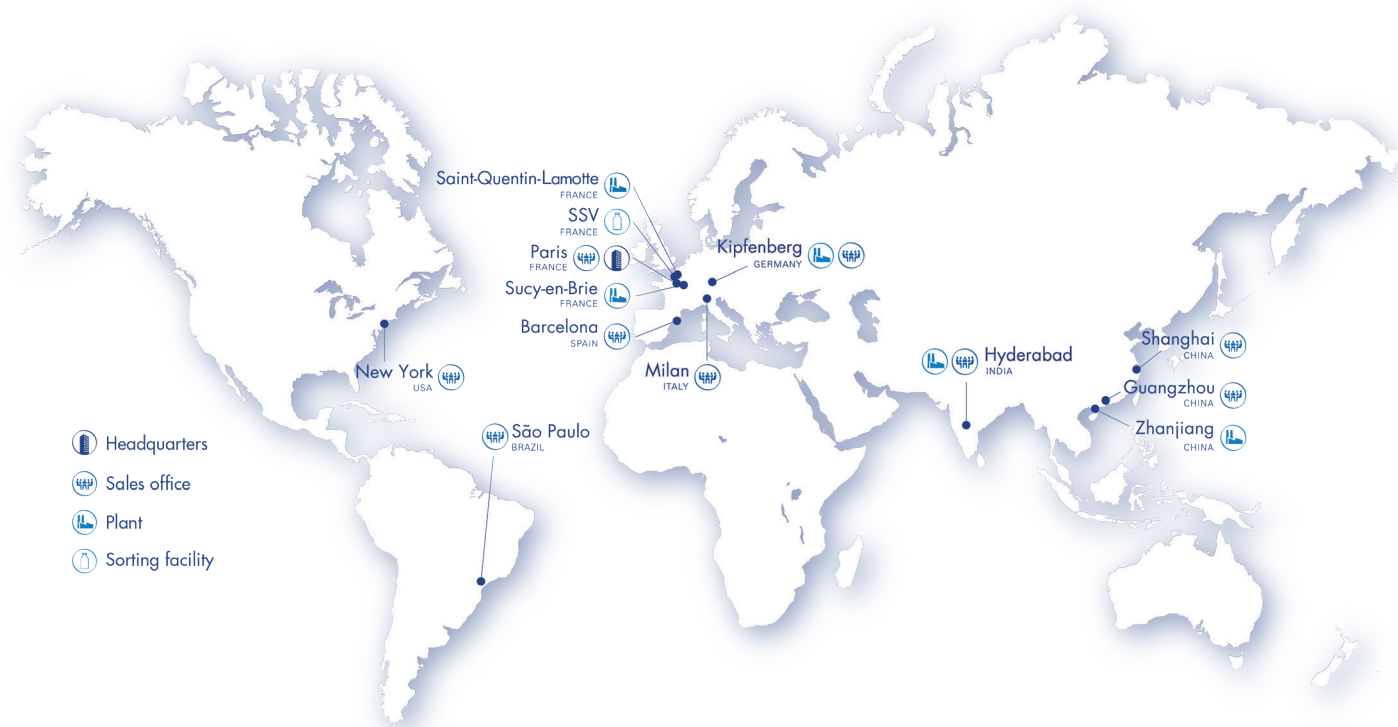 Saint-Quentin-Lamotte
FRANCE
SSV
FRANCE
Paris
FRANCE
Sucy-en-Brie
FRANCE
Barcelona
SPAIN
Kipfenberg
GERMANY
Milan
ITALY
New York
USA
São Paulo
BRAZIL
Hyderabad
INDIA
Shanghai
CHINA
Guangzhou
CHINA
Zhanjiang
CHINA
Headquarters
Sales office
Plant
Sorting facility